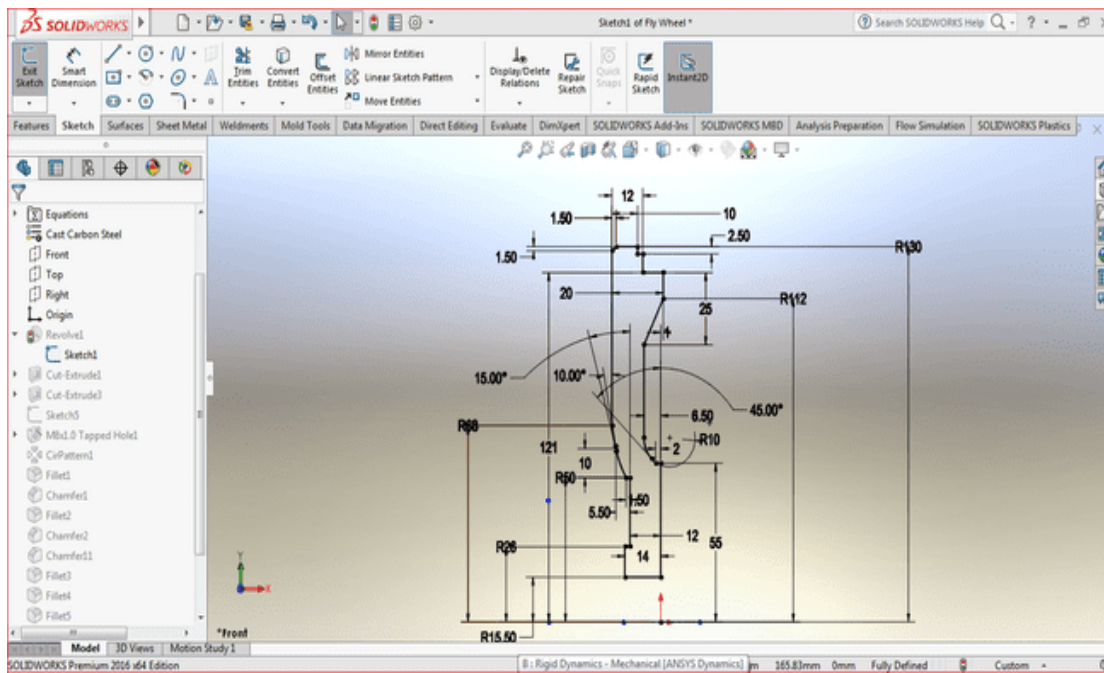 SOLIDWORKS
Sketch1 of Fly Wheel *
Search SOLIDWORKS Help
Exit Sketch
Smart Dimension
Trim Entities
Convert Entities
Offset Entities
Mirror Entities
Linear Sketch Pattern
Move Entities
Display/Delete Relations
Repair Sketch
Quick Snaps
Rapid Sketch
Instant2D
Features
Sketch
Surfaces
Sheet Metal
Weldments
Mold Tools
Data Migration
Direct Editing
Evaluate
DimXpert
SOLIDWORKS Add-Ins
SOLIDWORKS MBD
Analysis Preparation
Flow Simulation
SOLIDWORKS Plastics
Equations
Cast Carbon Steel
Front
Top
Right
Origin
Revolve1
Sketch1
Cut-Extrude1
Cut-Extrude3
Sketch5
M8x1.0 Tapped Hole1
CirPattern1
Fillet1
Chamfer1
Fillet2
Chamfer2
Chamfer11
Fillet3
Fillet4
Fillet5
12
1.50
10
2.50
R130
1.50
20
R112
25
4
15.00°
10.00°
45.00°
6.50
R68
121
R10
2
10
R50
1.50
5.50
12
55
R26
14
R15.50
Y
X
*Front
Model
3D Views
Motion Study 1
SOLIDWORKS Premium 2016 x64 Edition
B : Rigid Dynamics - Mechanical [ANSYS Dynamics]
165.83mm
0mm
Fully Defined
Custom